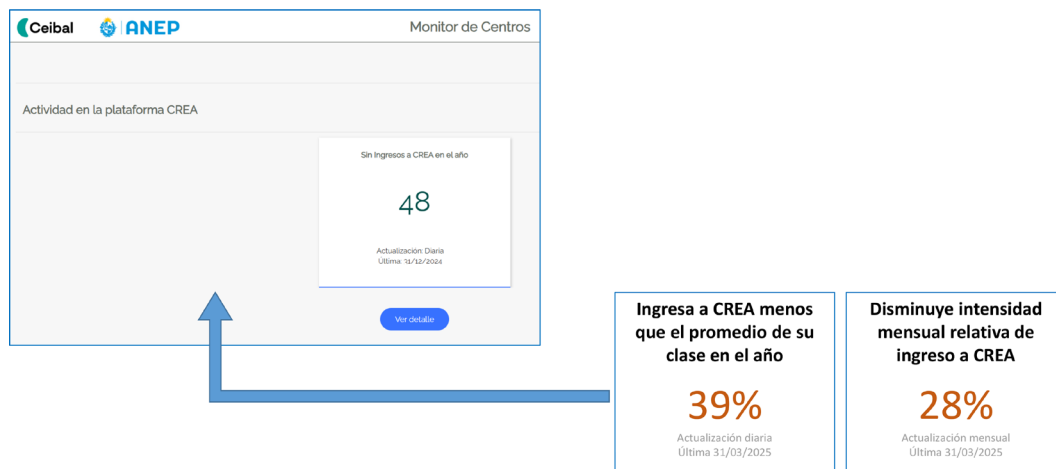 Ceibal ANEP Monitor de Centros
Actividad en la plataforma CREA
Sin Ingresos a CREA en el año
48
Actualización: Diaria
Última: 31/12/2024
Ver detalle
Ingresa a CREA menos
que el promedio de su
clase en el año
39%
Actualización diaria
Última 31/03/2025
Disminuye intensidad
mensual relativa de
ingreso a CREA
28%
Actualización mensual
Última 31/03/2025